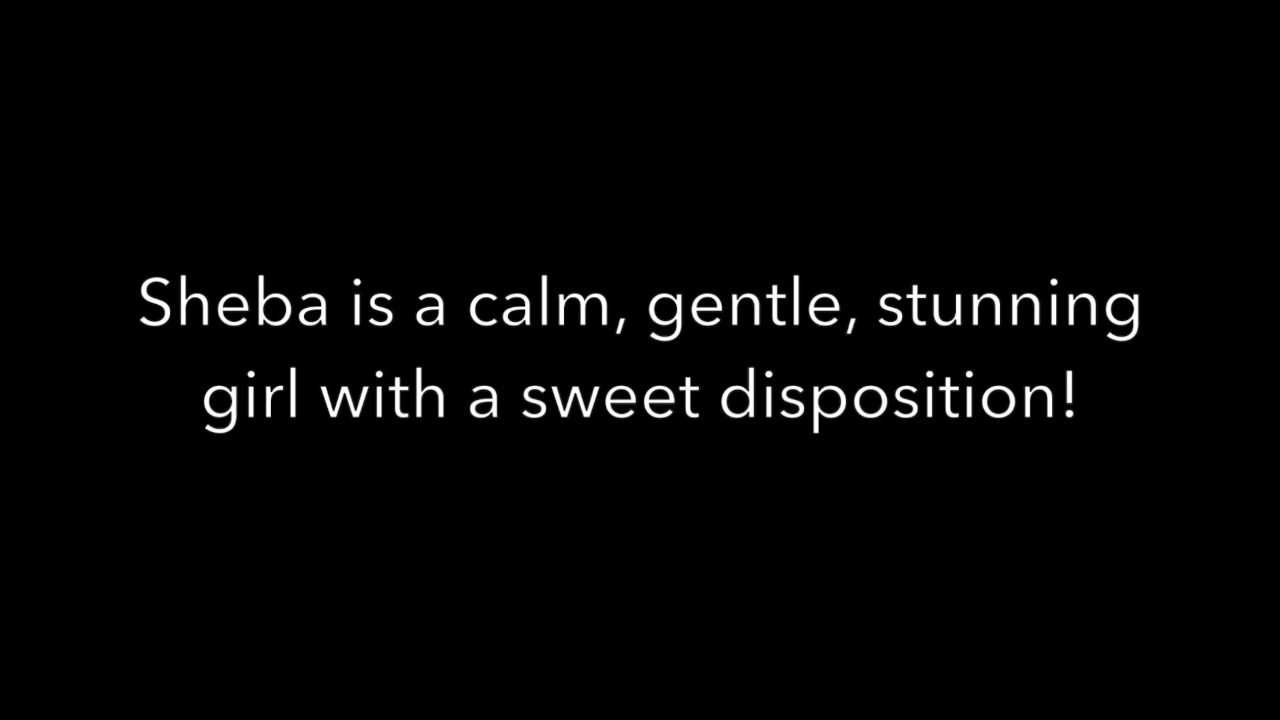 Sheba is a calm, gentle, stunning
girl with a sweet disposition!